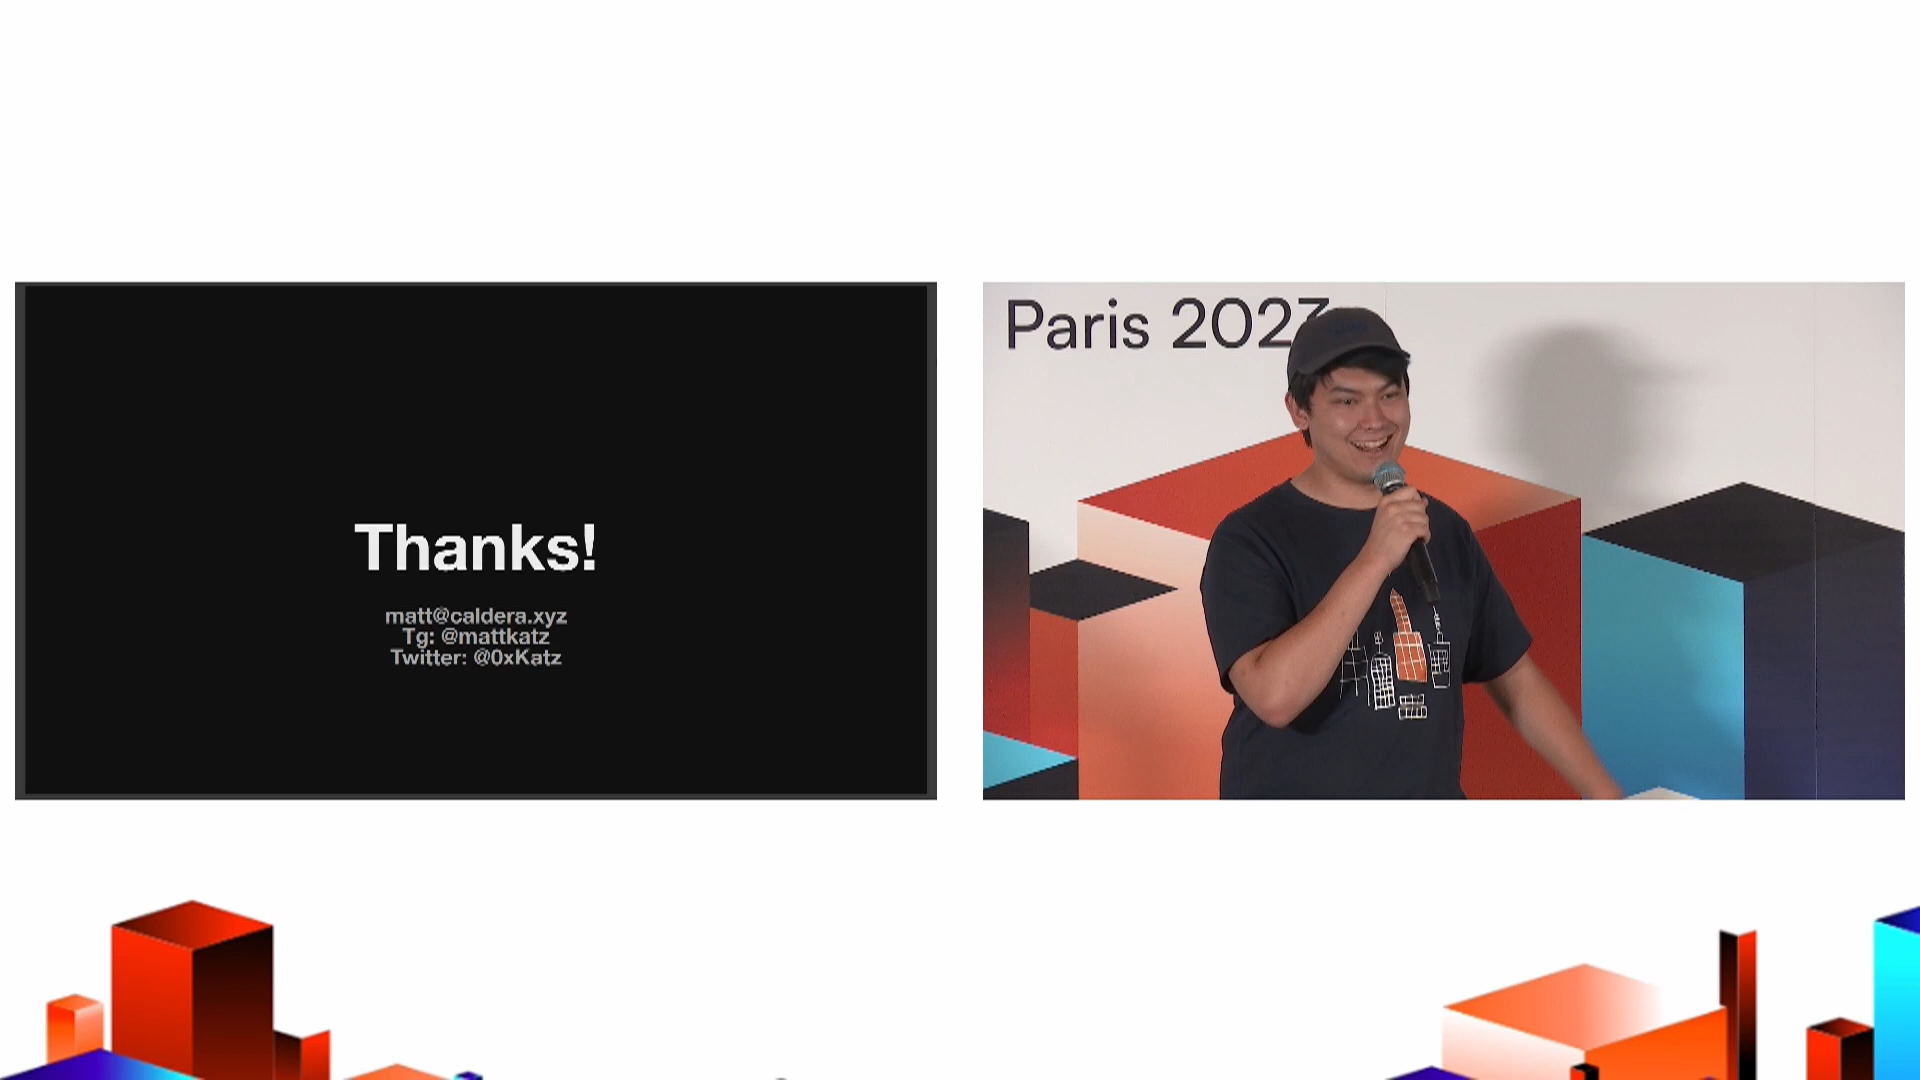 Thanks!
matt@caldera.xyz
Tg: @mattkatz
Twitter: @0xKatz
Paris 2023